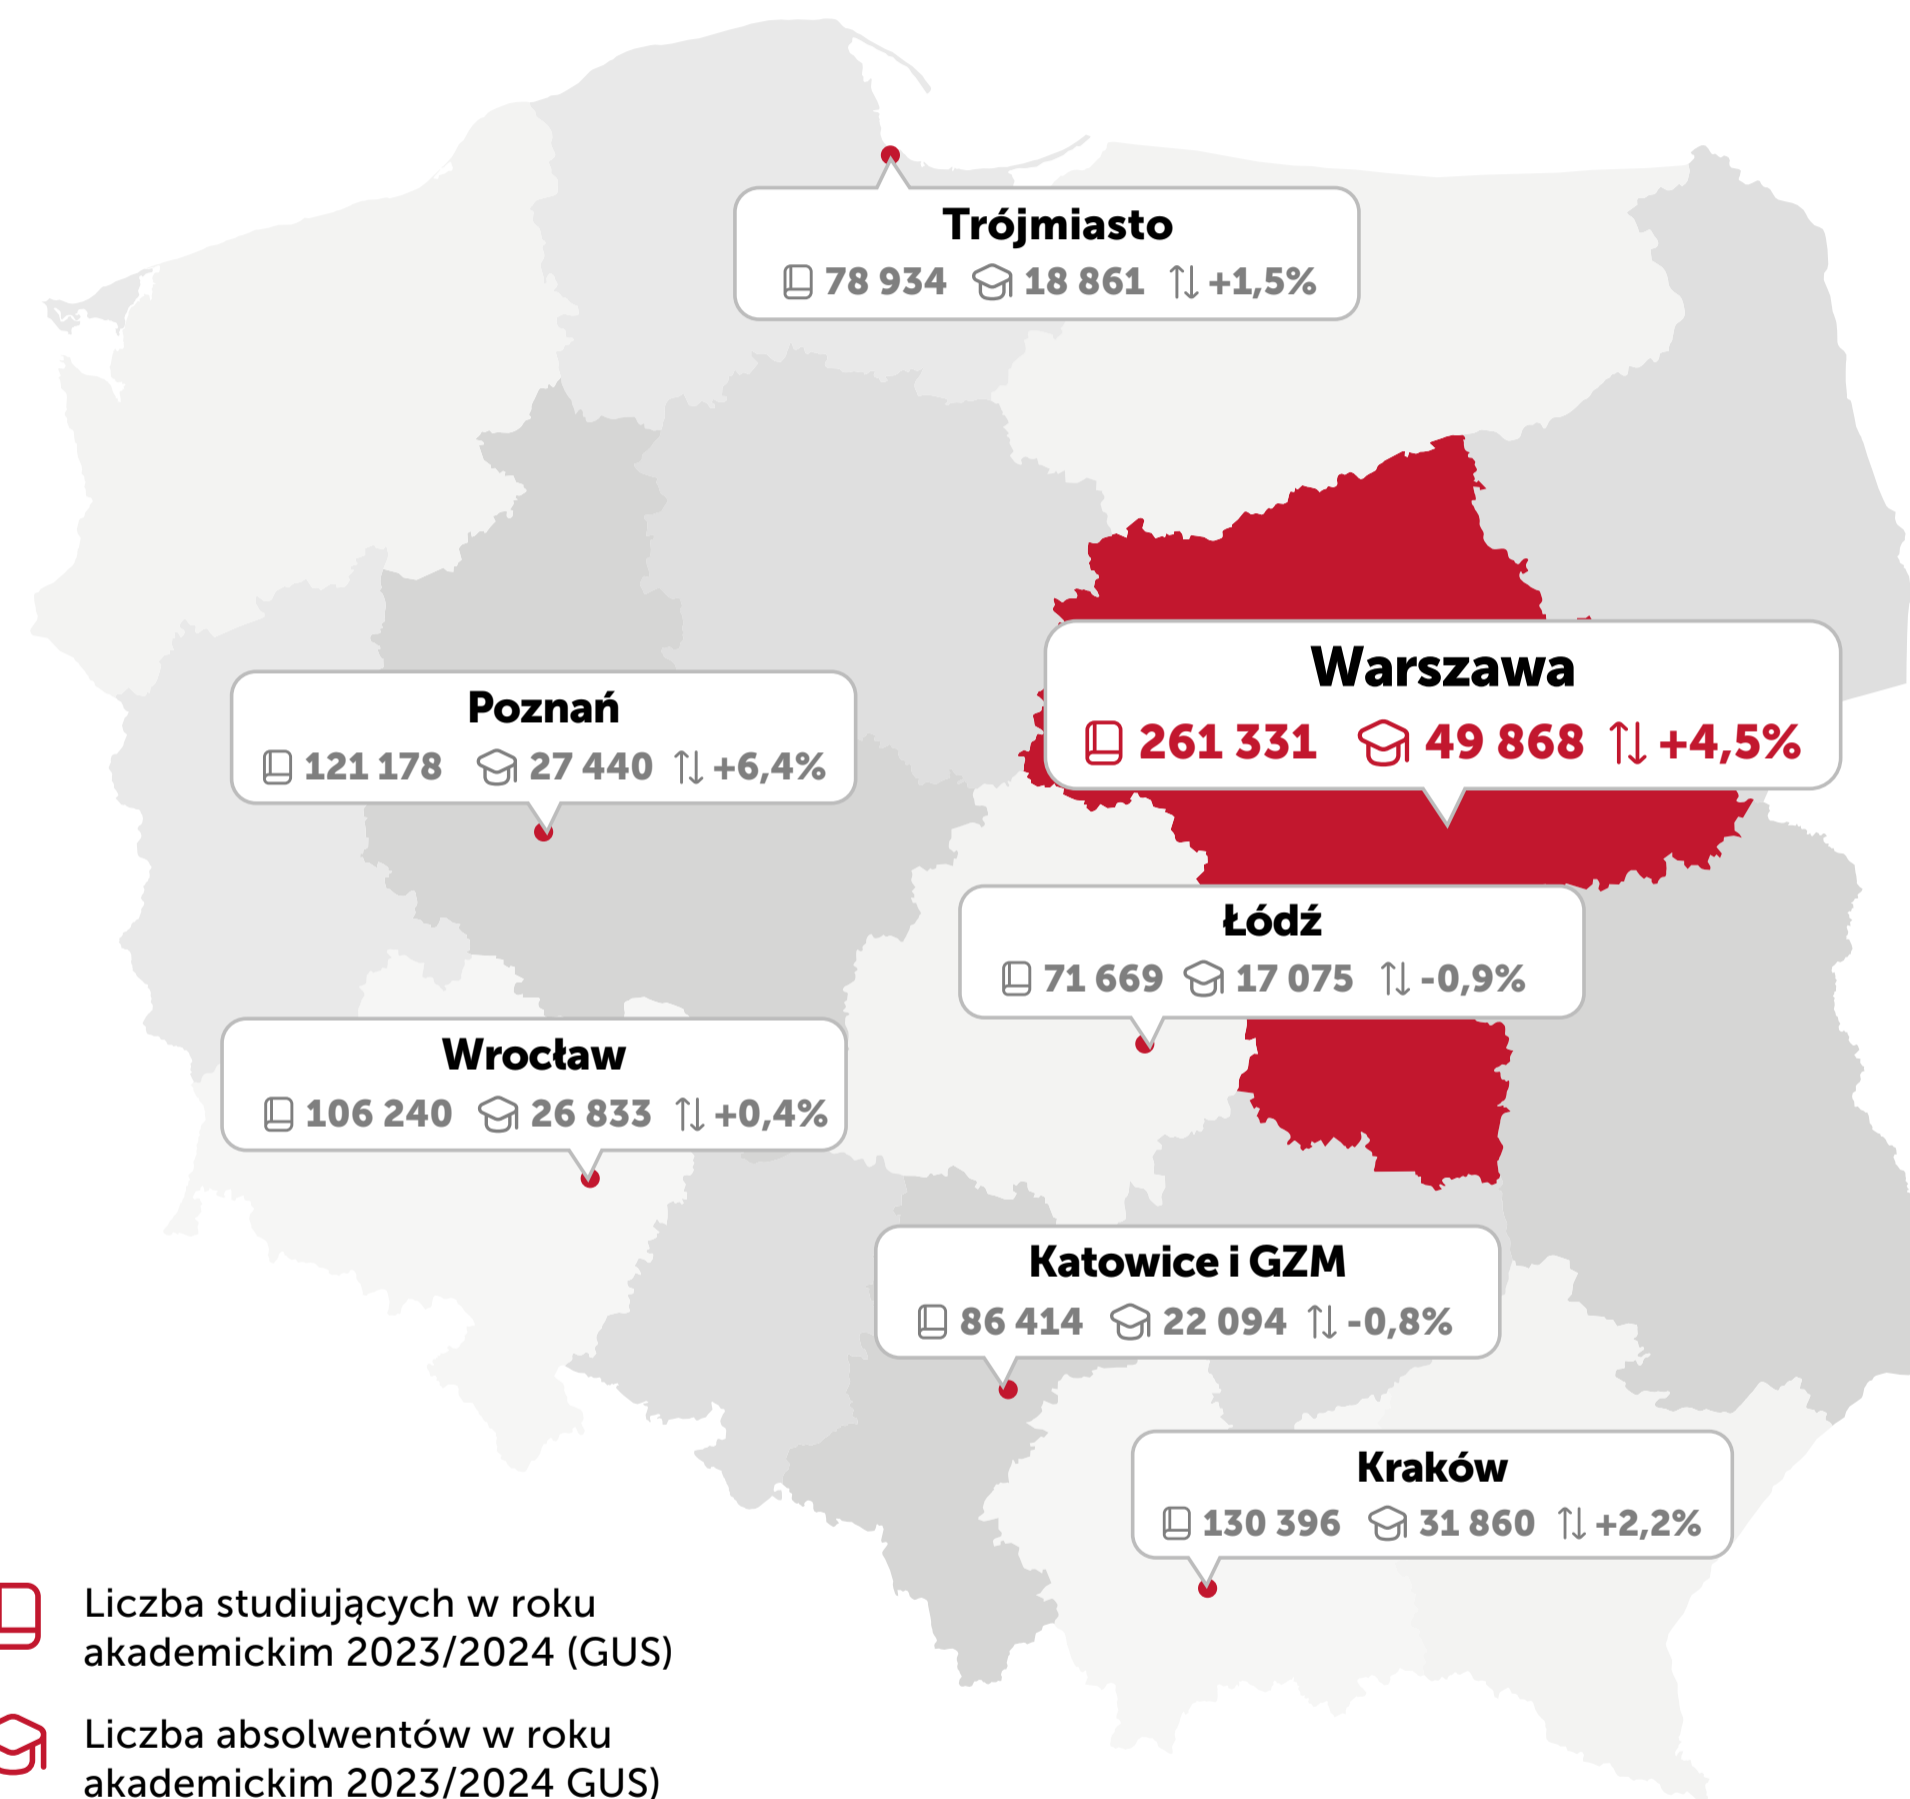 Trójmiasto
78 934 18 861 +1,5%
Warszawa
261 331 49 868 +4,5%
Poznań
121 178 27 440 +6,4%
Łódź
71 669 17 075 -0,9%
Wrocław
106 240 26 833 +0,4%
Katowice i GZM
86 414 22 094 -0,8%
Kraków
130 396 31 860 +2,2%
Liczba studiujących w roku
akademickim 2023/2024 (GUS)
Liczba absolwentów w roku
akademickim 2023/2024 GUS)